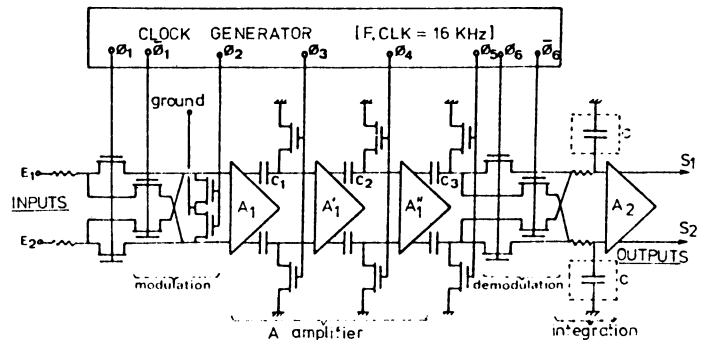 CLOCK GENERATOR [F.CLK = 16 KHz]
Ø1 Ø̄1 Ø2 Ø3 Ø4 Ø5 Ø6 Ø̄6
ground
E1
INPUTS
E2
A1
C1
A'1
C2
A"1
C3
C
A2
S1
S2
OUTPUTS
C
modulation
demodulation
A amplifier
integration